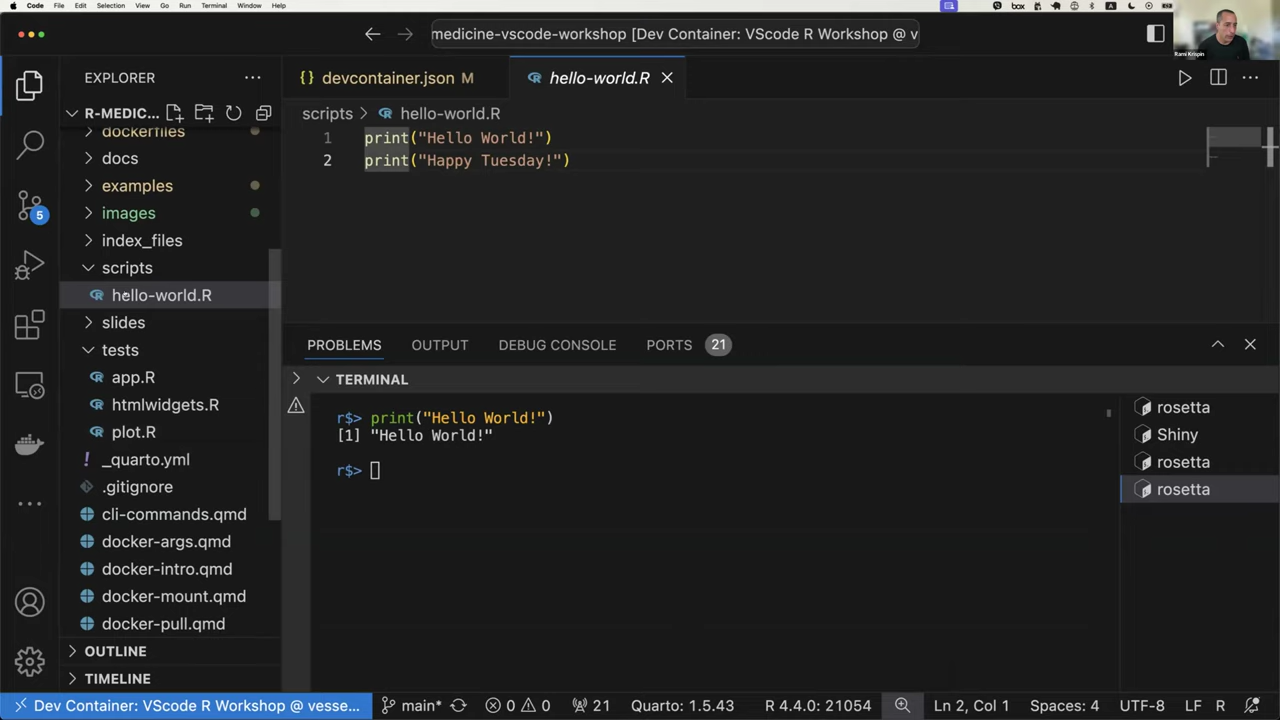 Code File Edit Selection View Go Run Terminal Window Help
box A
medicine-vscode-workshop [Dev Container: VScode R Workshop @ v
Rami Krispin
EXPLORER
devcontainer.json M
hello-world.R
R-MEDIC...
scripts > hello-world.R
dockerfiles
docs
examples
images
index_files
scripts
hello-world.R
slides
tests
app.R
htmlwidgets.R
plot.R
_quarto.yml
.gitignore
cli-commands.qmd
docker-args.qmd
docker-intro.qmd
docker-mount.qmd
docker-pull.qmd
OUTLINE
TIMELINE
5
1 print("Hello World!")
2 print("Happy Tuesday!")
PROBLEMS OUTPUT DEBUG CONSOLE PORTS 21
TERMINAL
r$> print("Hello World!")
[1] "Hello World!"
r$>
rosetta
Shiny
rosetta
rosetta
Dev Container: VScode R Workshop @ vesse... main* 0 0 21 Quarto: 1.5.43 R 4.4.0: 21054 Ln 2, Col 1 Spaces: 4 UTF-8 LF R